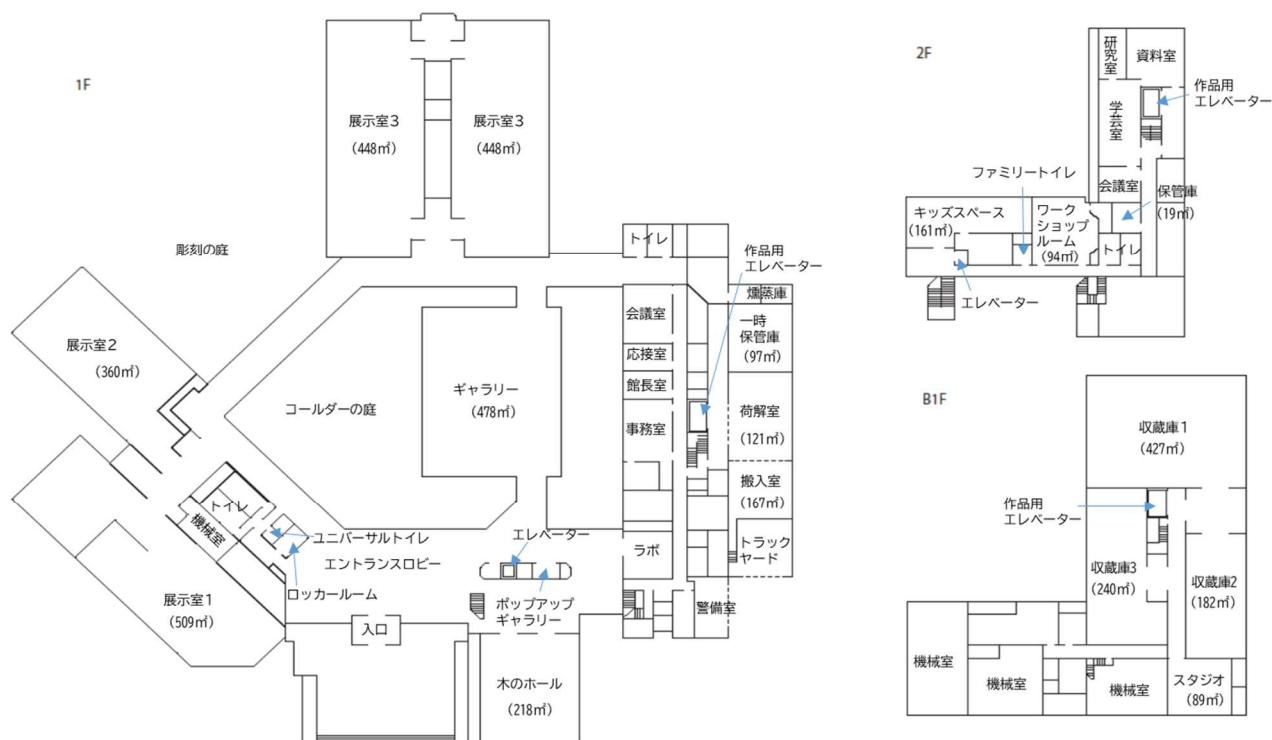 1F
展示室3
(448㎡)
展示室3
(448㎡)
彫刻の庭
トイレ
作品用
エレベーター
燻蒸庫
会議室
一時
保管庫
(97㎡)
応接室
館長室
展示室2
(360㎡)
コールダーの庭
ギャラリー
(478㎡)
事務室
荷解室
(121㎡)
搬入室
(167㎡)
トイレ
機械室
ユニバーサルトイレ
エントランスロビー
エレベーター
ラボ
トラック
ヤード
ロッカールーム
ポップアップ
ギャラリー
警備室
展示室1
(509㎡)
入口
木のホール
(218㎡)
2F
研究室
資料室
作品用
エレベーター
学芸室
ファミリートイレ
会議室
保管庫
(19㎡)
キッズスペース
(161㎡)
ワーク
ショップ
ルーム
(94㎡)
トイレ
エレベーター
B1F
収蔵庫1
(427㎡)
作品用
エレベーター
収蔵庫3
(240㎡)
収蔵庫2
(182㎡)
機械室
機械室
機械室
スタジオ
(89㎡)